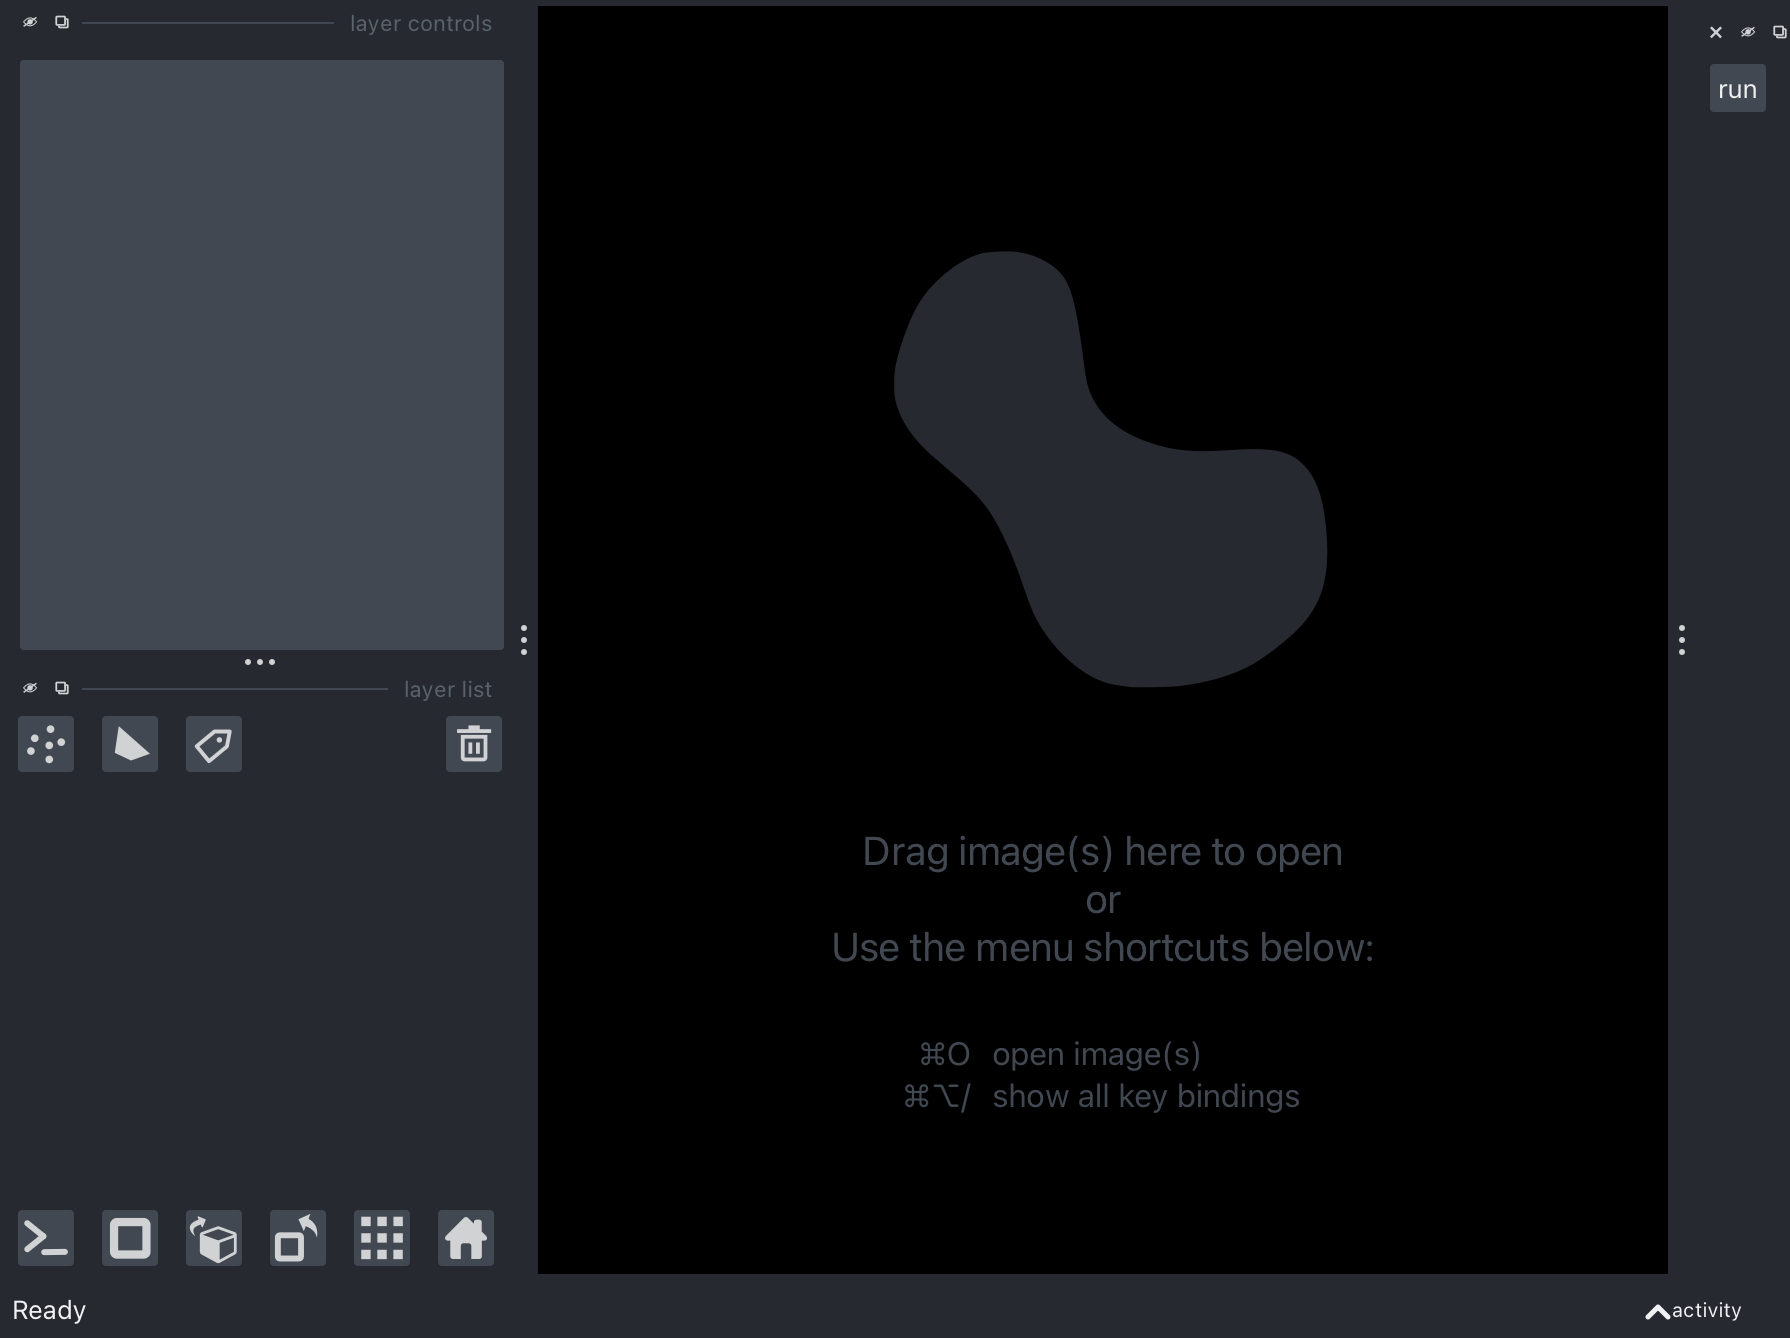 layer controls
run
layer list
Drag image(s) here to open
or
Use the menu shortcuts below:
⌘O open image(s)
⌘⌥/ show all key bindings
Ready
activity